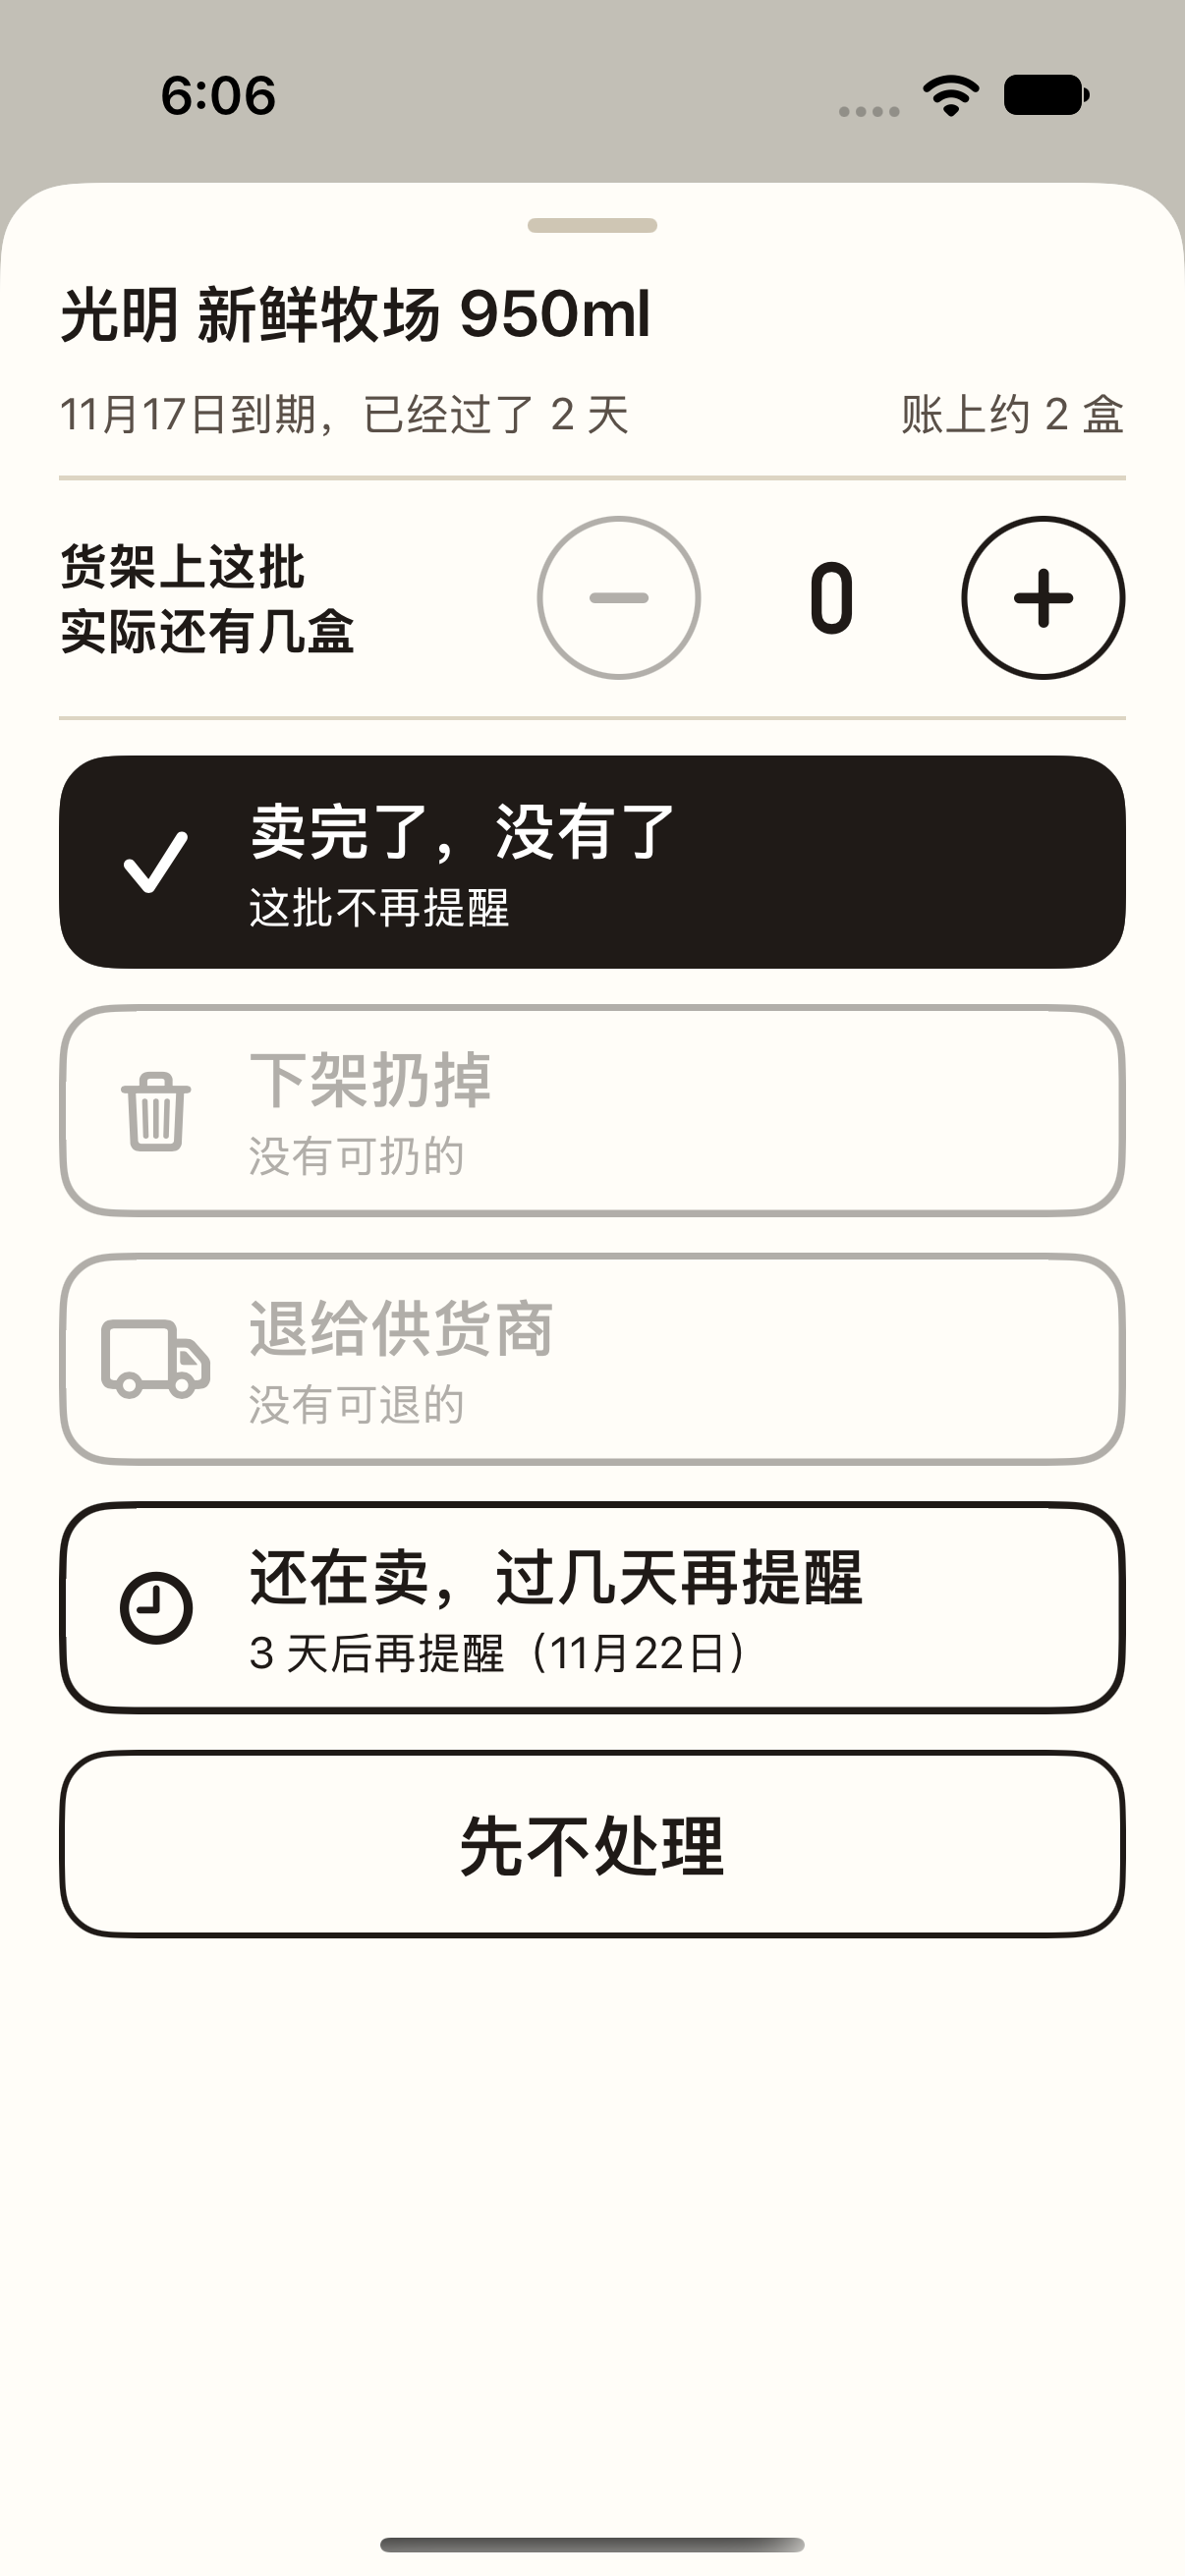 6:06
光明 新鲜牧场 950ml
11月17日到期，已经过了 2 天
账上约 2 盒
货架上这批
实际还有几盒
0
卖完了，没有了
这批不再提醒
下架扔掉
没有可扔的
退给供货商
没有可退的
还在卖，过几天再提醒
3 天后再提醒（11月22日）
先不处理